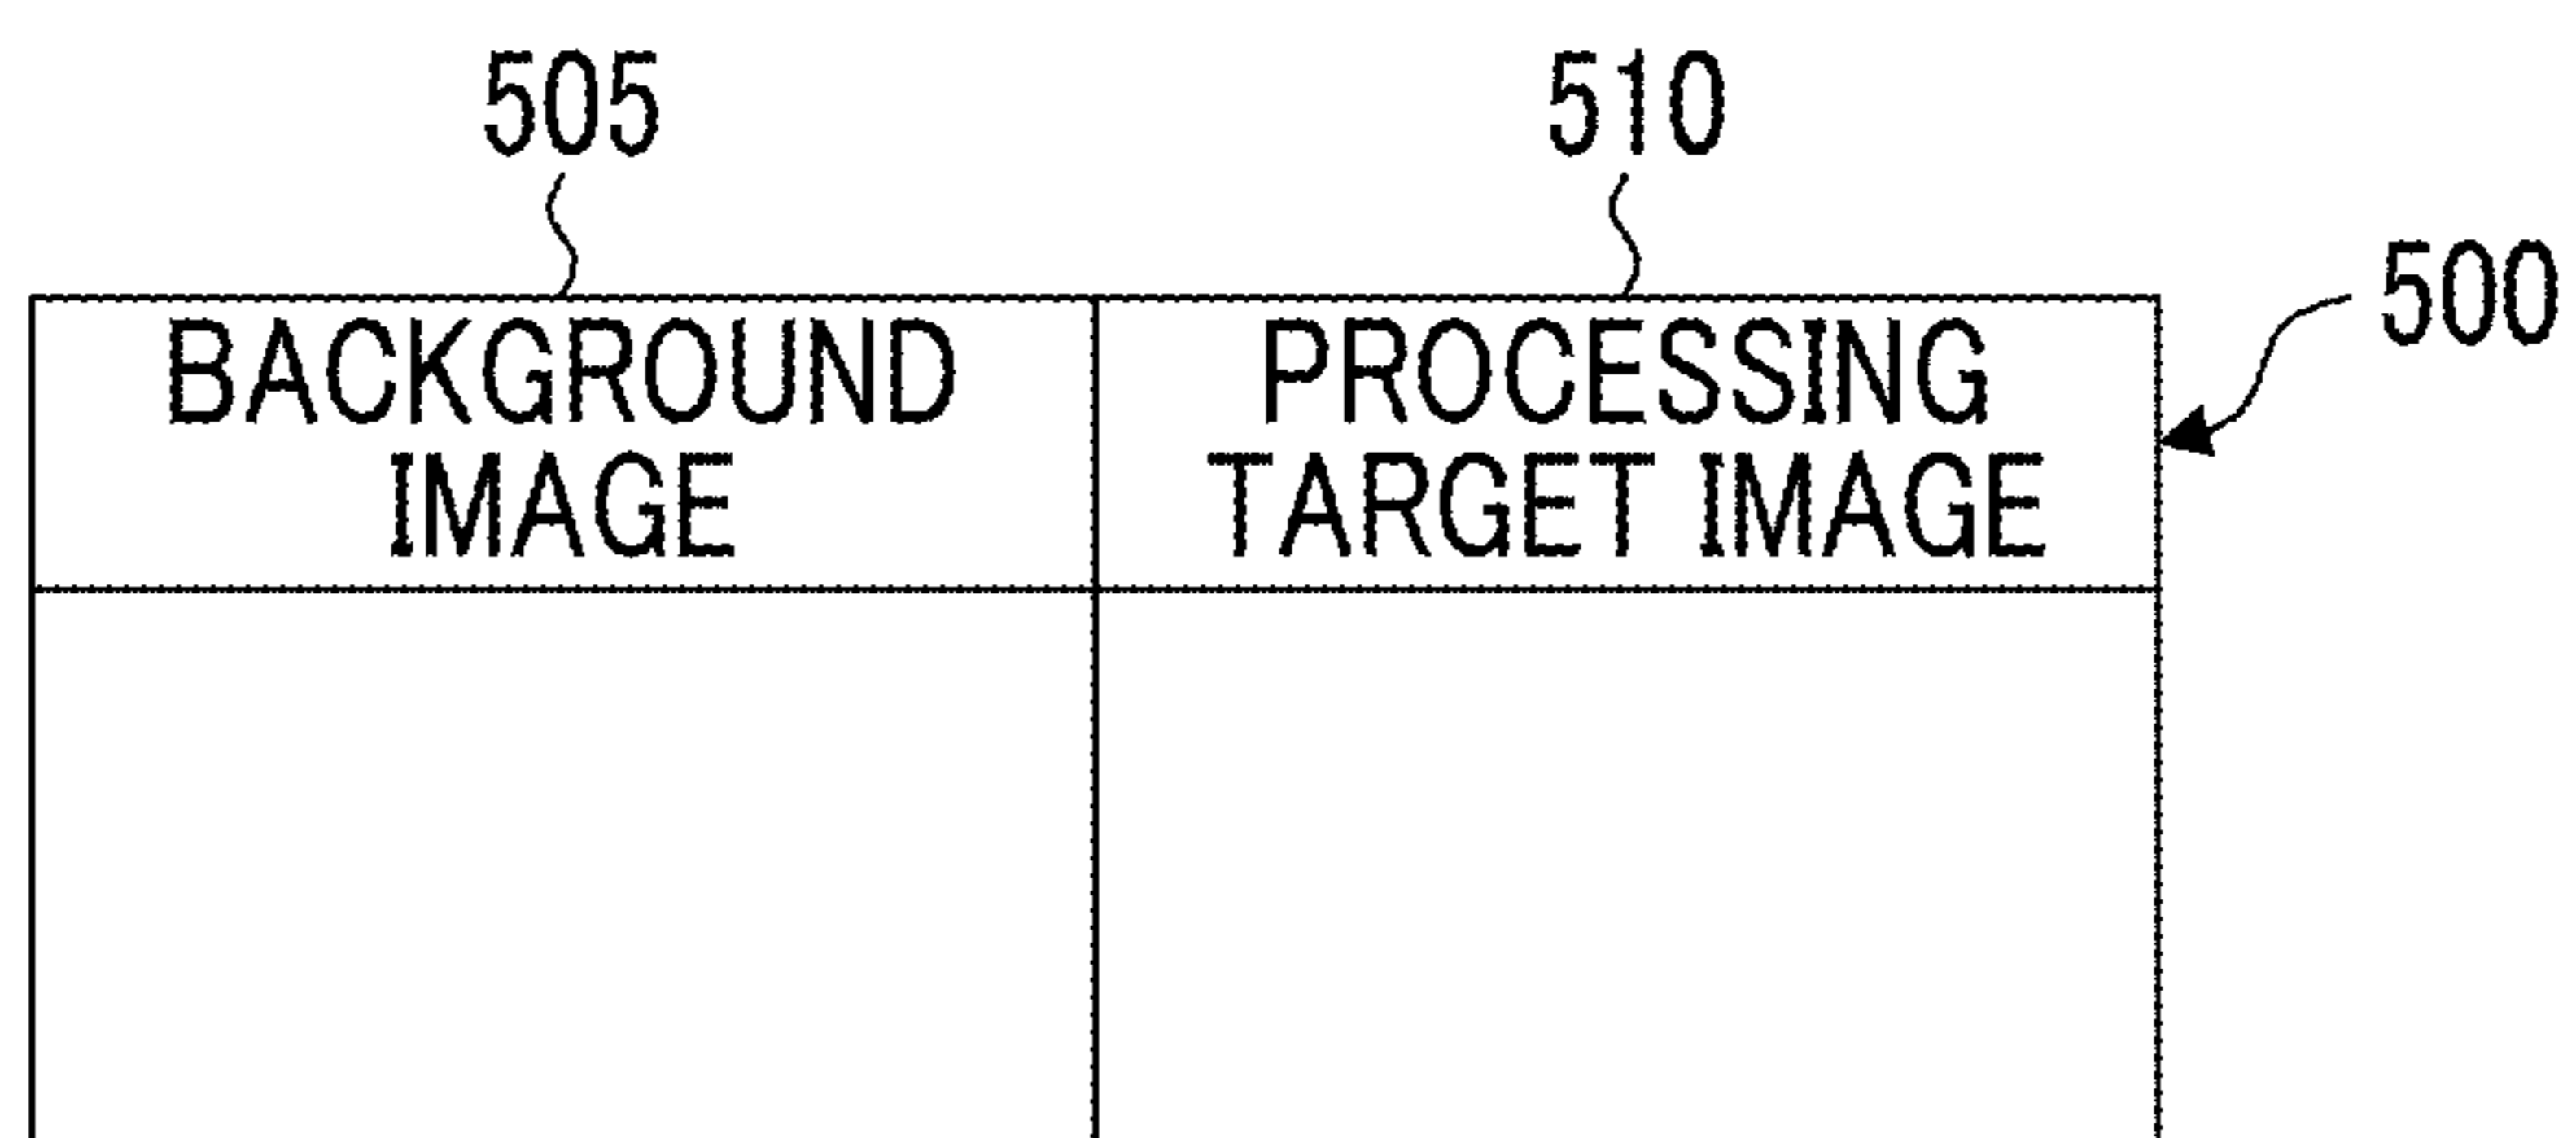 505
510
500
BACKGROUND
IMAGE
PROCESSING
TARGET IMAGE